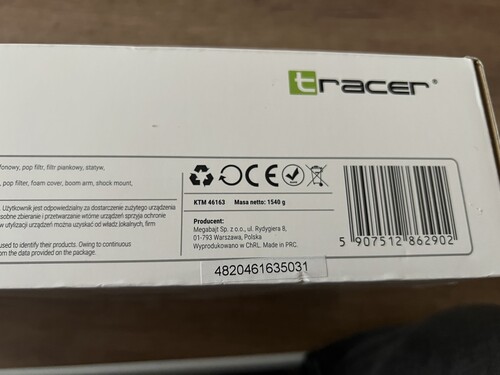 tracer®
fonowy, pop filtr, filtr piankowy, statyw,
pop filter, foam cover, boom arm, shock mount,
Użytkownik jest odpowiedzialny za dostarczenie zużytego urządzenia
osobne zbieranie i przetwarzanie wtórne urządzeń sprzyja ochronie
utylizacji urządzeń można uzyskać od władz lokalnych, firm
used to identify their products. Owing to continuous
from the data provided on the package.
CE
KTM 46163 Masa netto: 1540 g
Producent:
Megabajt Sp. z o.o., ul. Rydygiera 8,
01-793 Warszawa, Polska
Wyprodukowano w ChRL. Made in PRC.
5 907512 862902
4820461635031